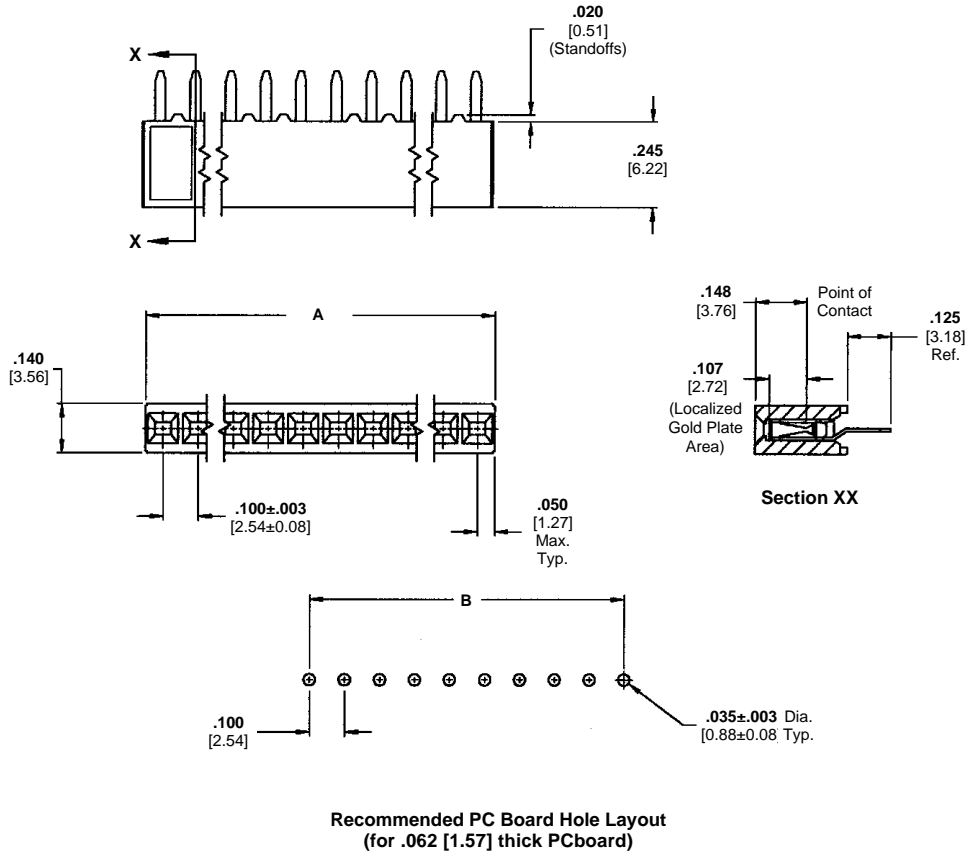 .020
[0.51]
(Standoffs)
X
.245
[6.22]
X
A
.140
[3.56]
.100±.003
[2.54±0.08]
.050
[1.27]
Max.
Typ.
.148
[3.76]
Point of
Contact
.125
[3.18]
Ref.
.107
[2.72]
(Localized
Gold Plate
Area)
Section XX
B
.100
[2.54]
.035±.003 Dia.
[0.88±0.08] Typ.
Recommended PC Board Hole Layout
(for .062 [1.57] thick PCboard)